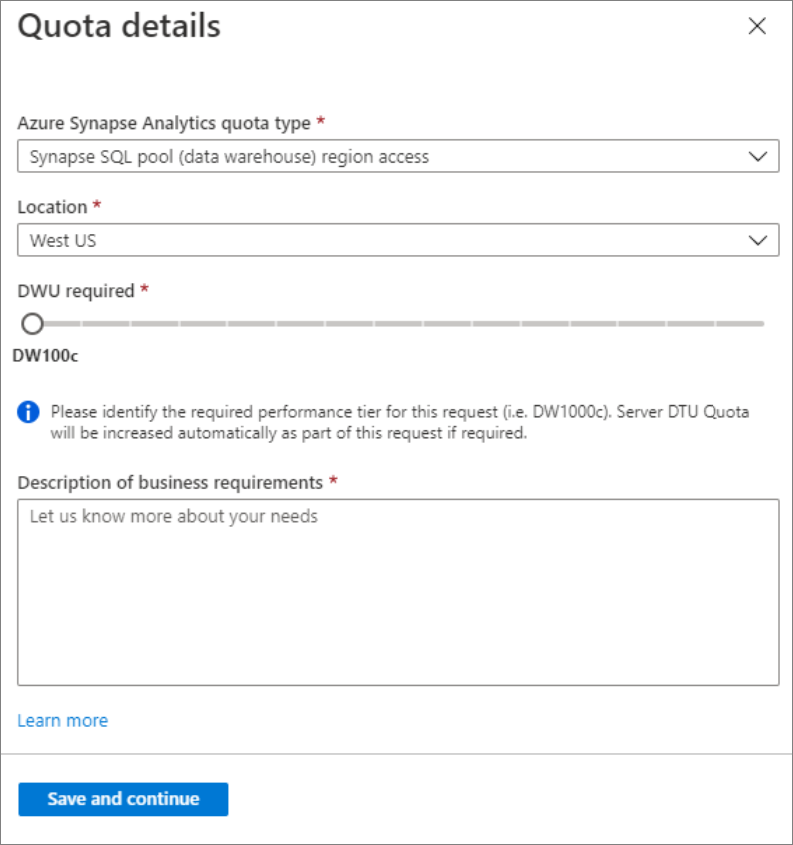 Quota details
Azure Synapse Analytics quota type *
Synapse SQL pool (data warehouse) region access
Location *
West US
DWU required *
DW100c
Please identify the required performance tier for this request (i.e. DW1000c). Server DTU Quota
will be increased automatically as part of this request if required.
Description of business requirements *
Let us know more about your needs
Learn more
Save and continue